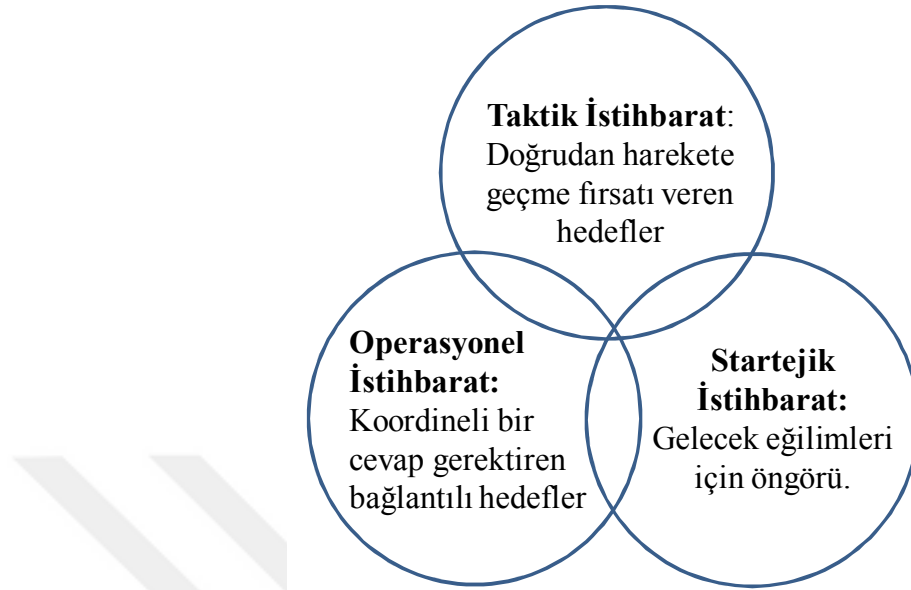 Taktik İstihbarat:
Doğrudan harekete
geçme fırsatı veren
hedefler
Operasyonel
İstihbarat:
Koordineli bir
cevap gerektiren
bağlantılı hedefler
Startejik
İstihbarat:
Gelecek eğilimleri
için öngörü.